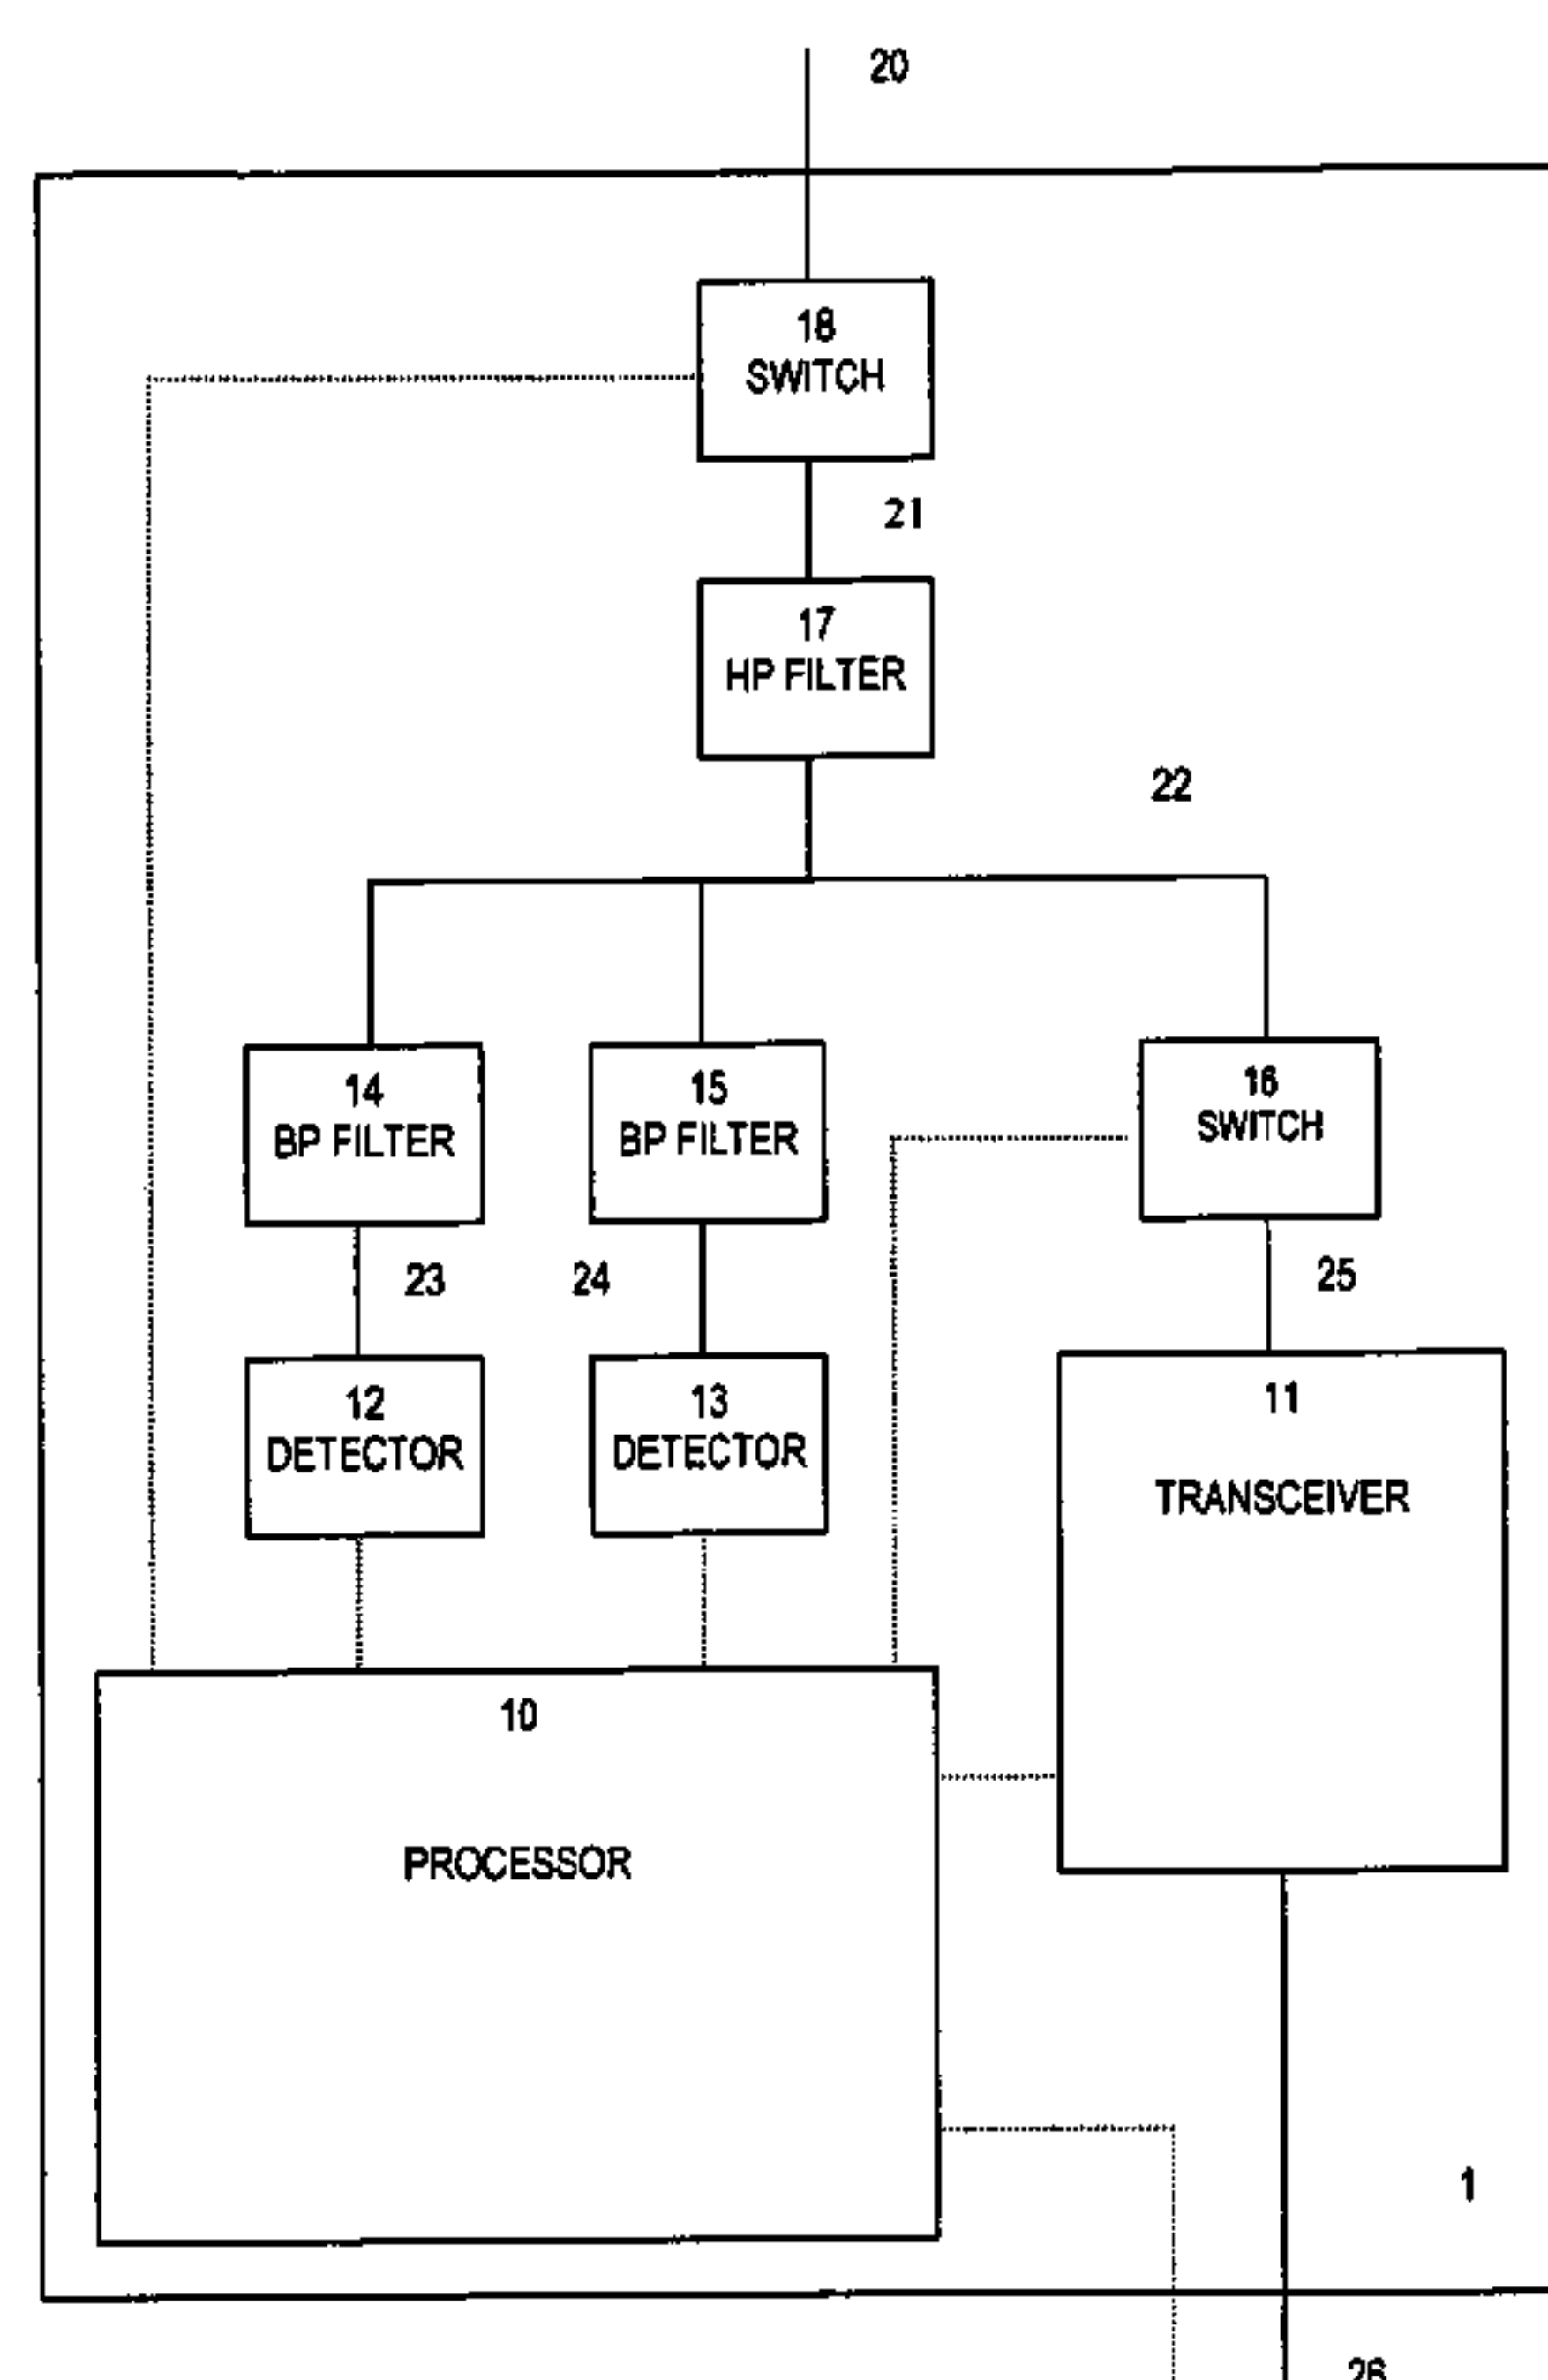 20
18
SWITCH
21
17
HP FILTER
22
14
BP FILTER
15
BP FILTER
16
SWITCH
23
24
25
12
DETECTOR
13
DETECTOR
11
TRANSCEIVER
10
PROCESSOR
1
26